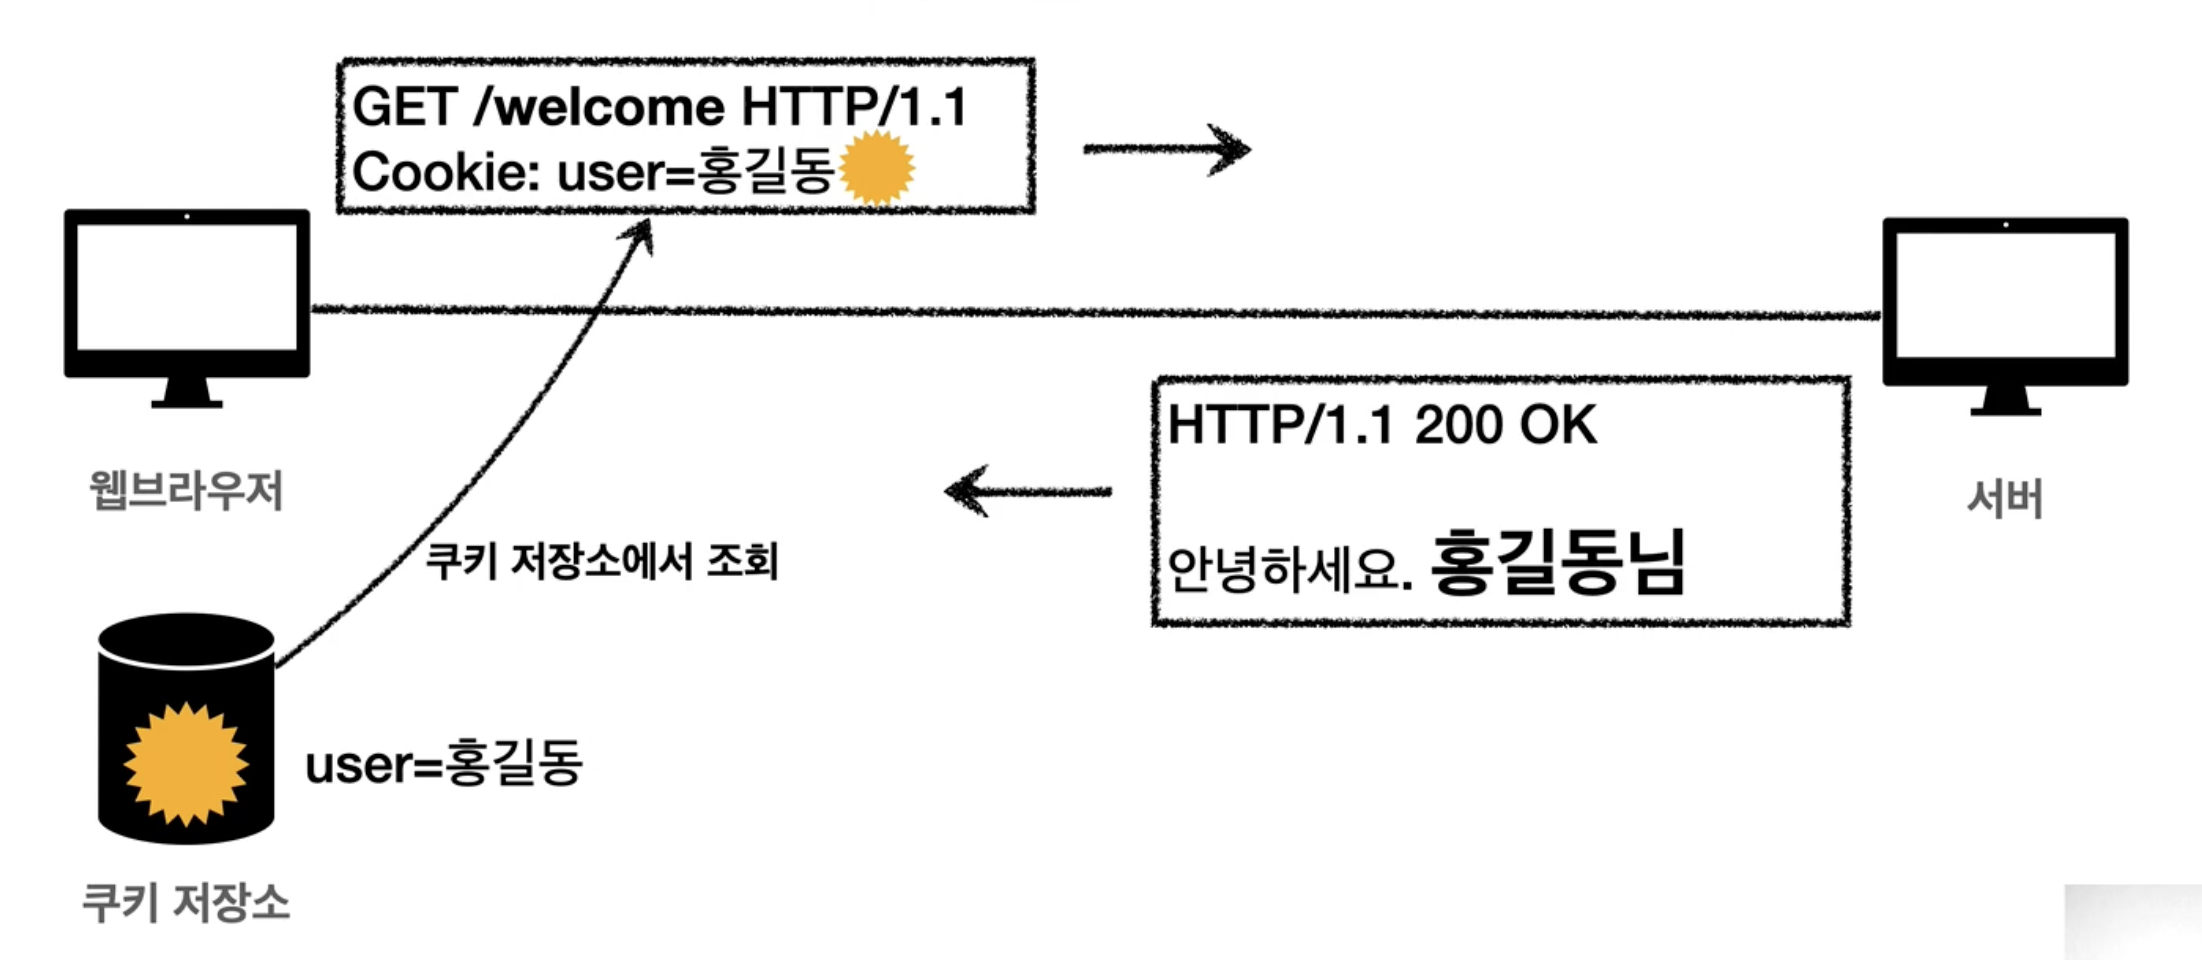 GET /welcome HTTP/1.1
Cookie: user=홍길동
웹브라우저
서버
HTTP/1.1 200 OK
안녕하세요. 홍길동님
쿠키 저장소에서 조회
user=홍길동
쿠키 저장소